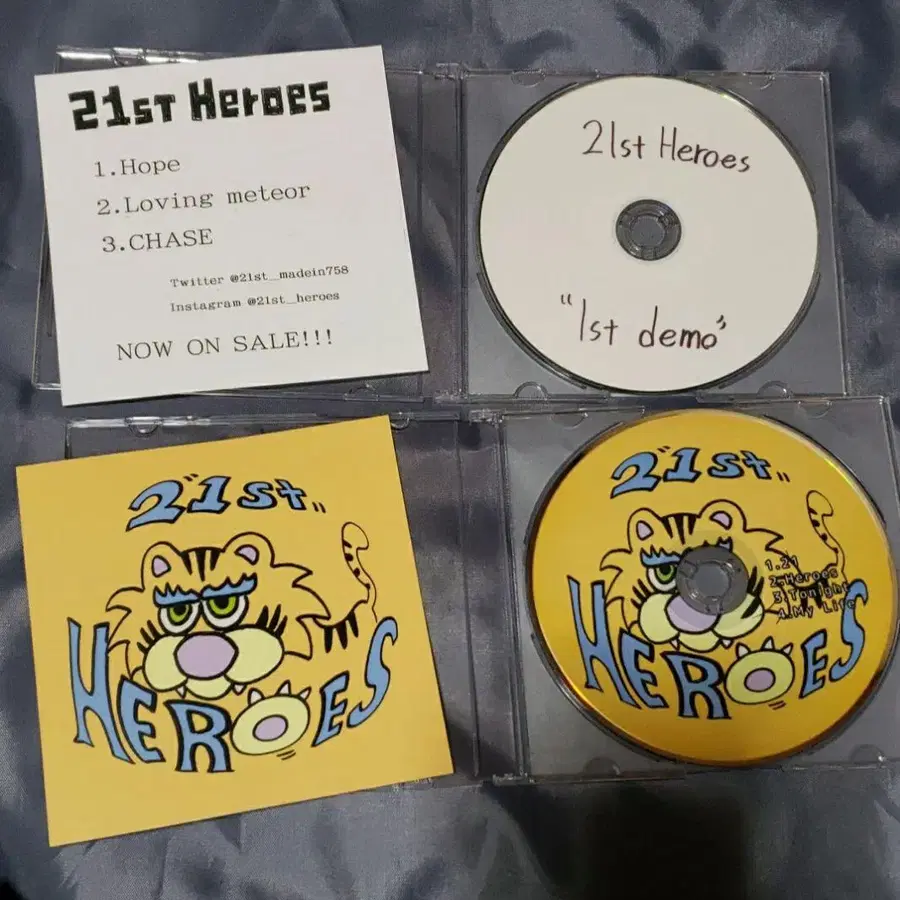 21st Heroes
1.Hope
2.Loving meteor
3.CHASE
Twitter @21st_madein758
Instagram @21st_heroes
NOW ON SALE!!!
21st Heroes
"1st demo"
"21st"
HEROES
"21st"
1.21
2.Heroes
3.Tonight
4.My Life
HEROES